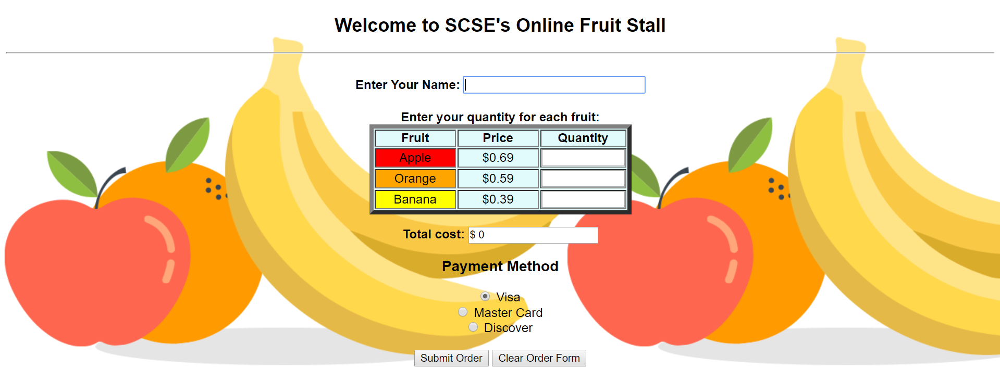 Welcome to SCSE's Online Fruit Stall
Enter Your Name:
Enter your quantity for each fruit:
Fruit Price Quantity
Apple $0.69
Orange $0.59
Banana $0.39
Total cost: $ 0
Payment Method
Visa
Master Card
Discover
Submit Order Clear Order Form